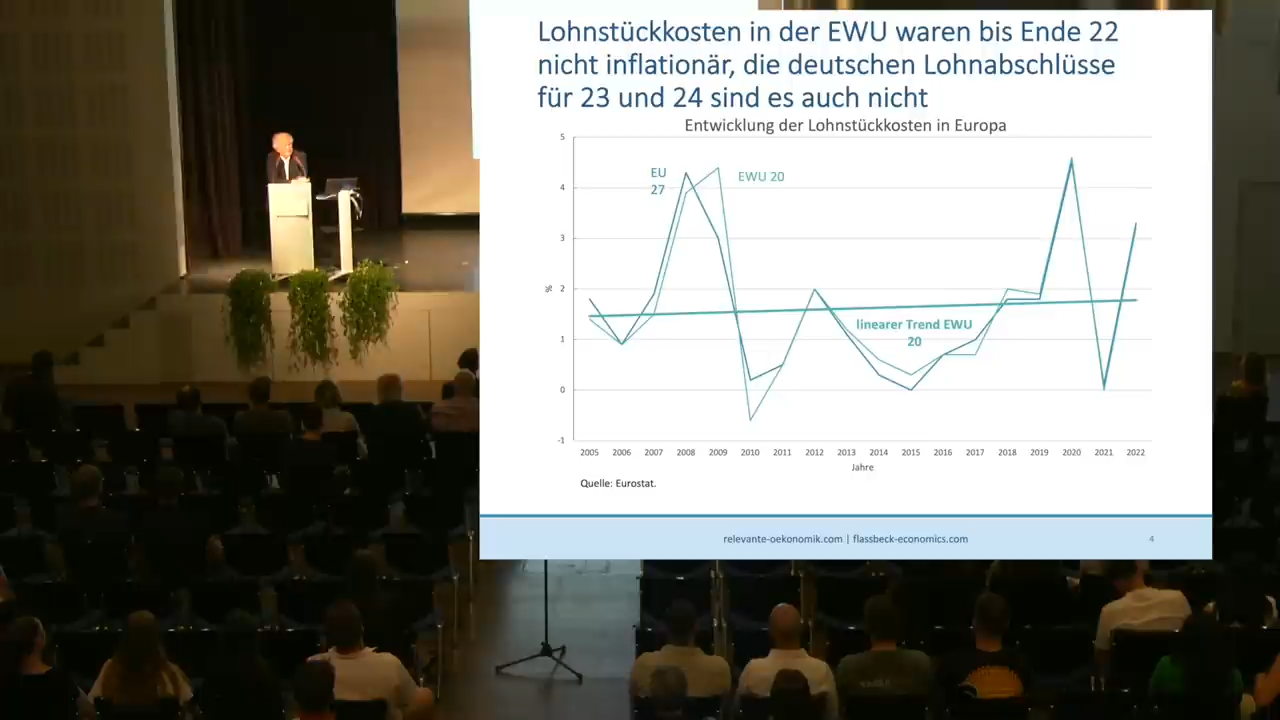 Lohnstückkosten in der EWU waren bis Ende 22
nicht inflationär, die deutschen Lohnabschlüsse
für 23 und 24 sind es auch nicht
Entwicklung der Lohnstückkosten in Europa
5
4
3
2
1
0
-1
%
EU
27
EWU 20
linearer Trend EWU
20
2005 2006 2007 2008 2009 2010 2011 2012 2013 2014 2015 2016 2017 2018 2019 2020 2021 2022
Jahre
Quelle: Eurostat.
relevante-oekonomik.com | flassbeck-economics.com
4